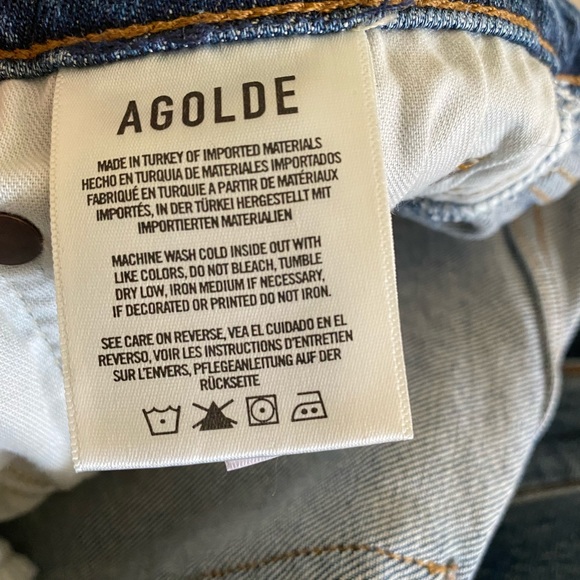 AGOLDE
MADE IN TURKEY OF IMPORTED MATERIALS
HECHO EN TURQUIA DE MATERIALES IMPORTADOS
FABRIQUÉ EN TURQUIE A PARTIR DE MATÉRIAUX
IMPORTÉS, IN DER TÜRKEI HERGESTELLT MIT
IMPORTIERTEN MATERIALIEN
MACHINE WASH COLD INSIDE OUT WITH
LIKE COLORS, DO NOT BLEACH, TUMBLE
DRY LOW, IRON MEDIUM IF NECESSARY,
IF DECORATED OR PRINTED DO NOT IRON.
SEE CARE ON REVERSE, VEA EL CUIDADO EN EL
REVERSO, VOIR LES INSTRUCTIONS D'ENTRETIEN
SUR L'ENVERS, PFLEGEANLEITUNG AUF DER
RÜCKSEITE